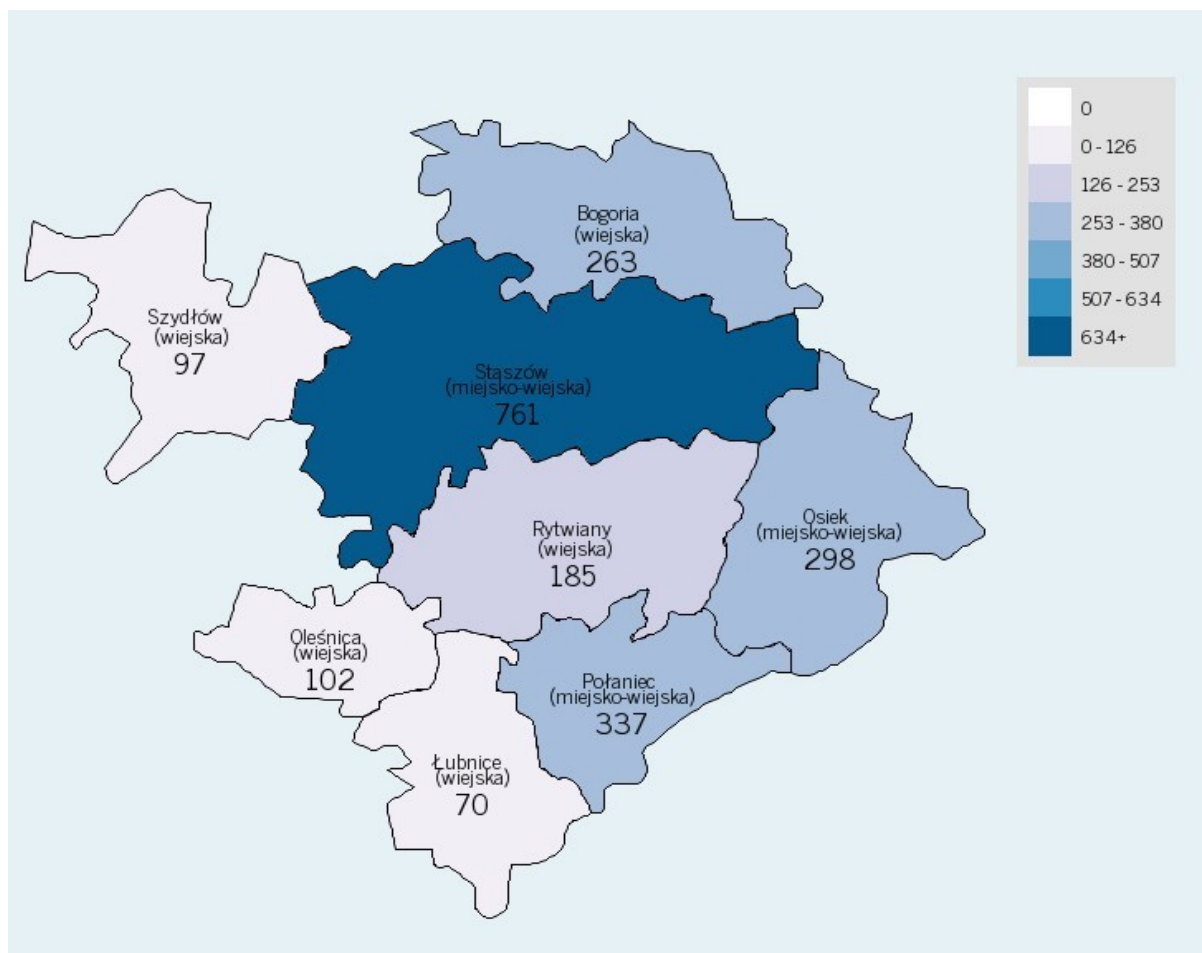 0
0 - 126
126 - 253
253 - 380
380 - 507
507 - 634
634+
Bogoria
(wiejska)
263
Szydłów
(wiejska)
97
Staszów
(miejsko-wiejska)
761
Osiek
(miejsko-wiejska)
298
Rytwiany
(wiejska)
185
Oleśnica
(wiejska)
102
Połaniec
(miejsko-wiejska)
337
Łubnice
(wiejska)
70